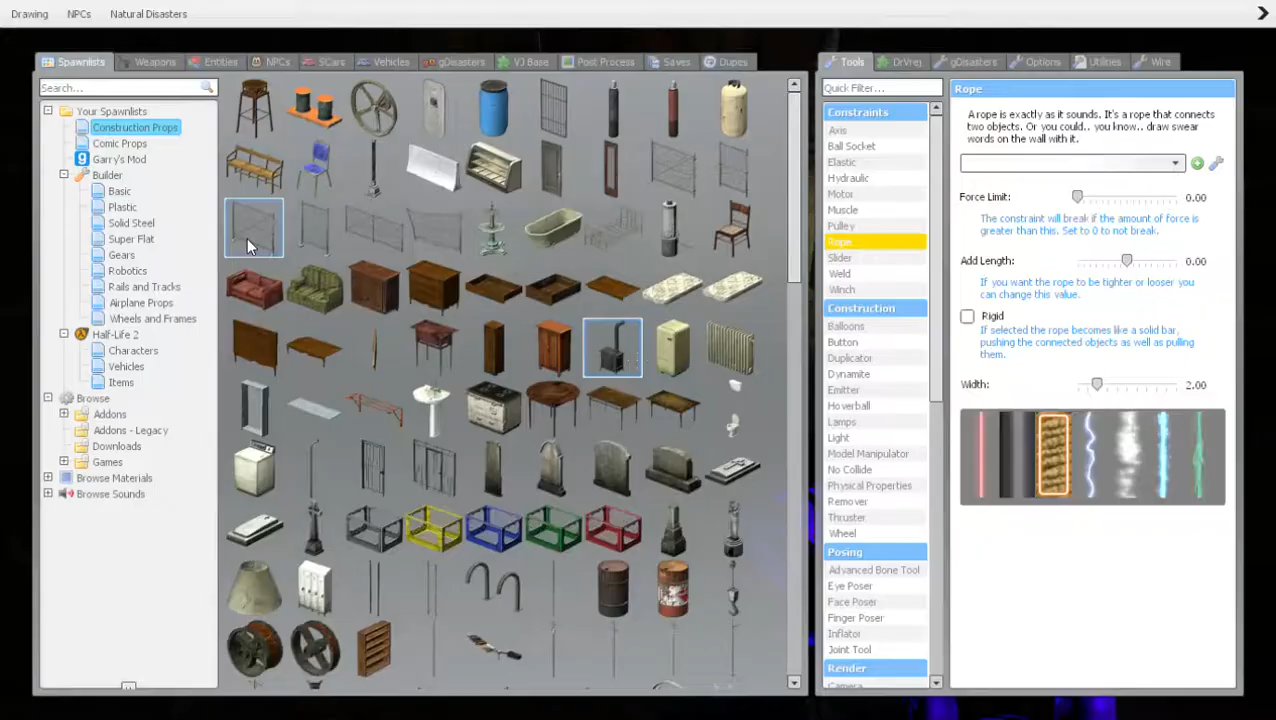 Drawing NPCs Natural Disasters
Spawnlists Weapons Entities NPCs SCars Vehicles gDisasters VJ Base Post Process Saves Dupes
Search...
Your Spawnlists
Construction Props
Comic Props
Garry's Mod
Builder
Basic
Plastic
Solid Steel
Super Flat
Gears
Robotics
Rails and Tracks
Airplane Props
Wheels and Frames
Half-Life 2
Characters
Vehicles
Items
Browse
Addons
Addons - Legacy
Downloads
Games
Browse Materials
Browse Sounds
Tools DrVrej gDisasters Options Utilities Wire
Quick Filter...
Constraints
Axis
Ball Socket
Elastic
Hydraulic
Motor
Muscle
Pulley
Rope
Slider
Weld
Winch
Construction
Balloons
Button
Duplicator
Dynamite
Emitter
Hoverball
Lamps
Light
Model Manipulator
No Collide
Physical Properties
Remover
Thruster
Wheel
Posing
Advanced Bone Tool
Eye Poser
Face Poser
Finger Poser
Inflator
Joint Tool
Render
Camera
Rope
A rope is exactly as it sounds. It's a rope that connects
two objects. Or you could.. you know.. draw swear
words on the wall with it.
Force Limit: 0.00
The constraint will break if the amount of force is
greater than this. Set to 0 to not break.
Add Length: 0.00
If you want the rope to be tighter or looser you
can change this value.
Rigid
If selected the rope becomes like a solid bar,
pushing the connected objects as well as pulling
them.
Width: 2.00